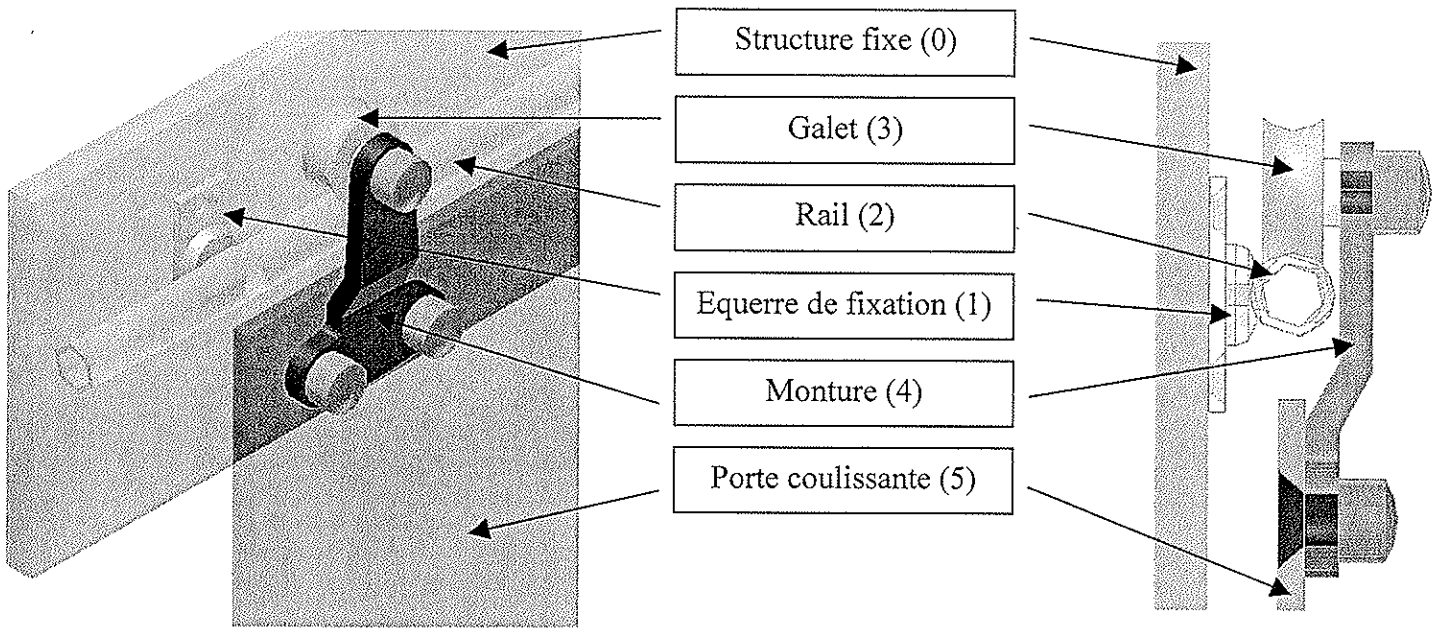 Structure fixe (0)
Galet (3)
Rail (2)
Equerre de fixation (1)
Monture (4)
Porte coulissante (5)